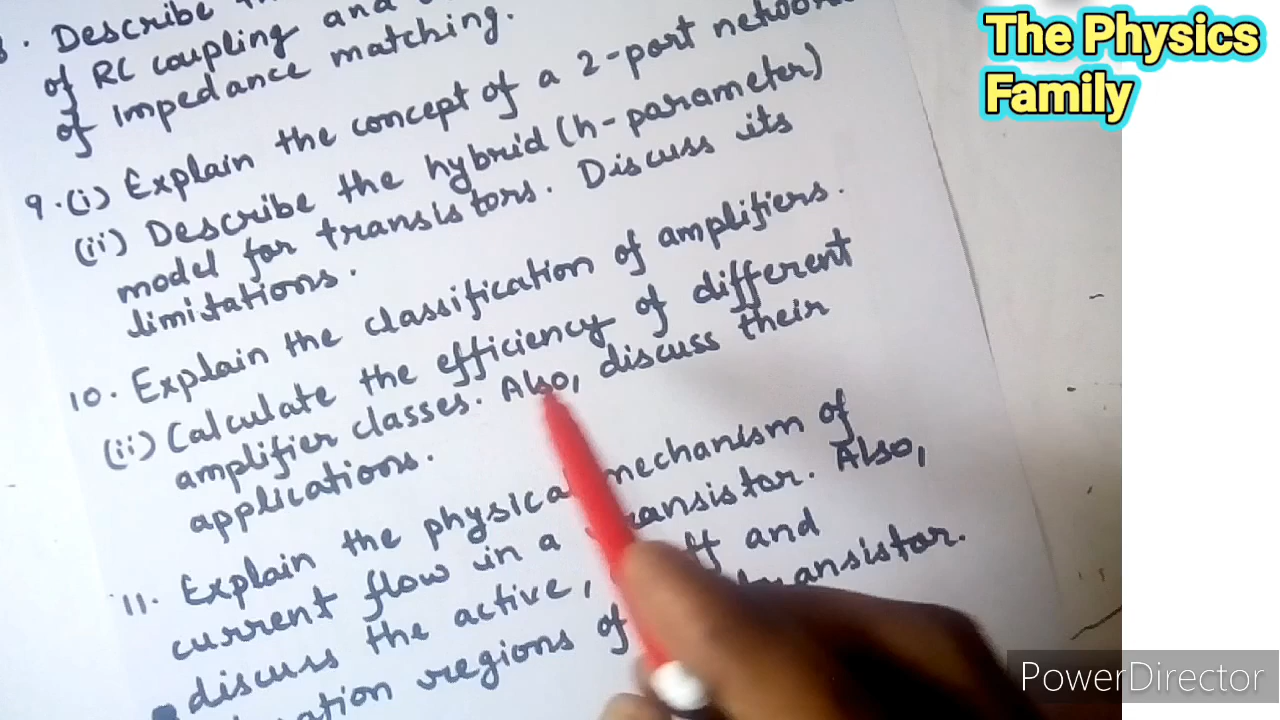 8. Describe
of RC coupling and
of impedance matching.
9.(i) Explain the concept of a 2-port network
(ii) Describe the hybrid (h-parameter)
model for transistors. Discuss its
limitations.
10. Explain the classification of amplifiers.
(ii) Calculate the efficiency of different
amplifier classes. Also, discuss their
applications.
11. Explain the physical mechanism of
current flow in a transistor. Also,
discuss the active, and
regions of transistor.
The Physics
Family
PowerDirector